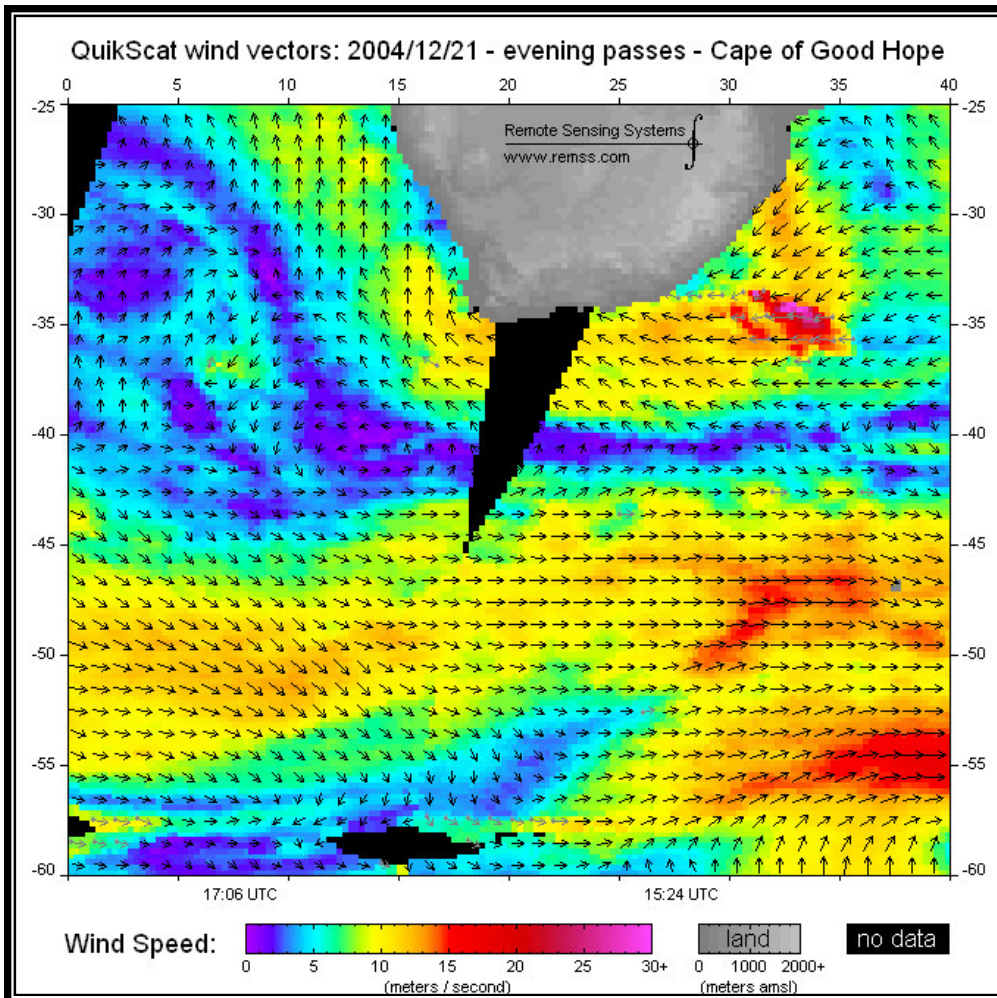 QuikScat wind vectors: 2004/12/21 - evening passes - Cape of Good Hope
0 5 10 15 20 25 30 35 40
-25 -25
Remote Sensing Systems
www.remss.com
-30 -30
-35 -35
-40 -40
-45 -45
-50 -50
-55 -55
-60 -60
17:06 UTC 15:24 UTC
Wind Speed: land no data
0 5 10 15 20 25 30+ 0 1000 2000+
(meters / second) (meters amsl)